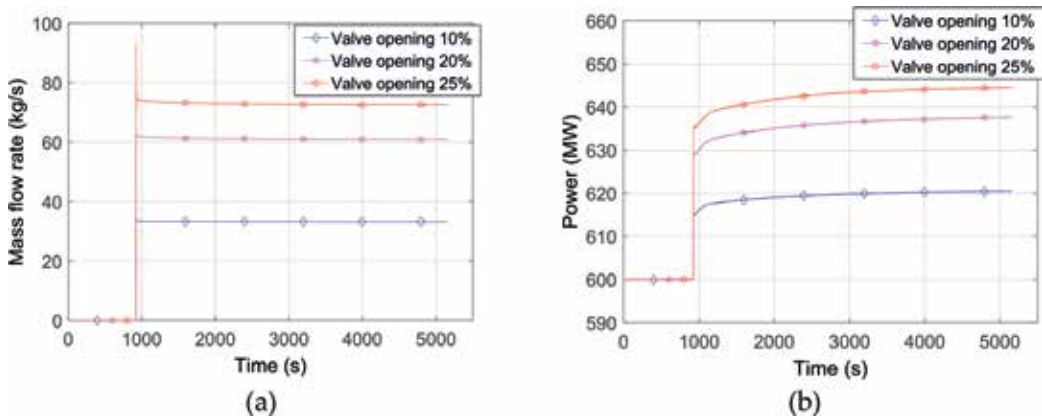 100
80
60
40
20
0
Mass flow rate (kg/s)
Valve opening 10%
Valve opening 20%
Valve opening 25%
0 1000 2000 3000 4000 5000
Time (s)
(a)
660
650
640
630
620
610
600
590
Power (MW)
Valve opening 10%
Valve opening 20%
Valve opening 25%
0 1000 2000 3000 4000 5000
Time (s)
(b)